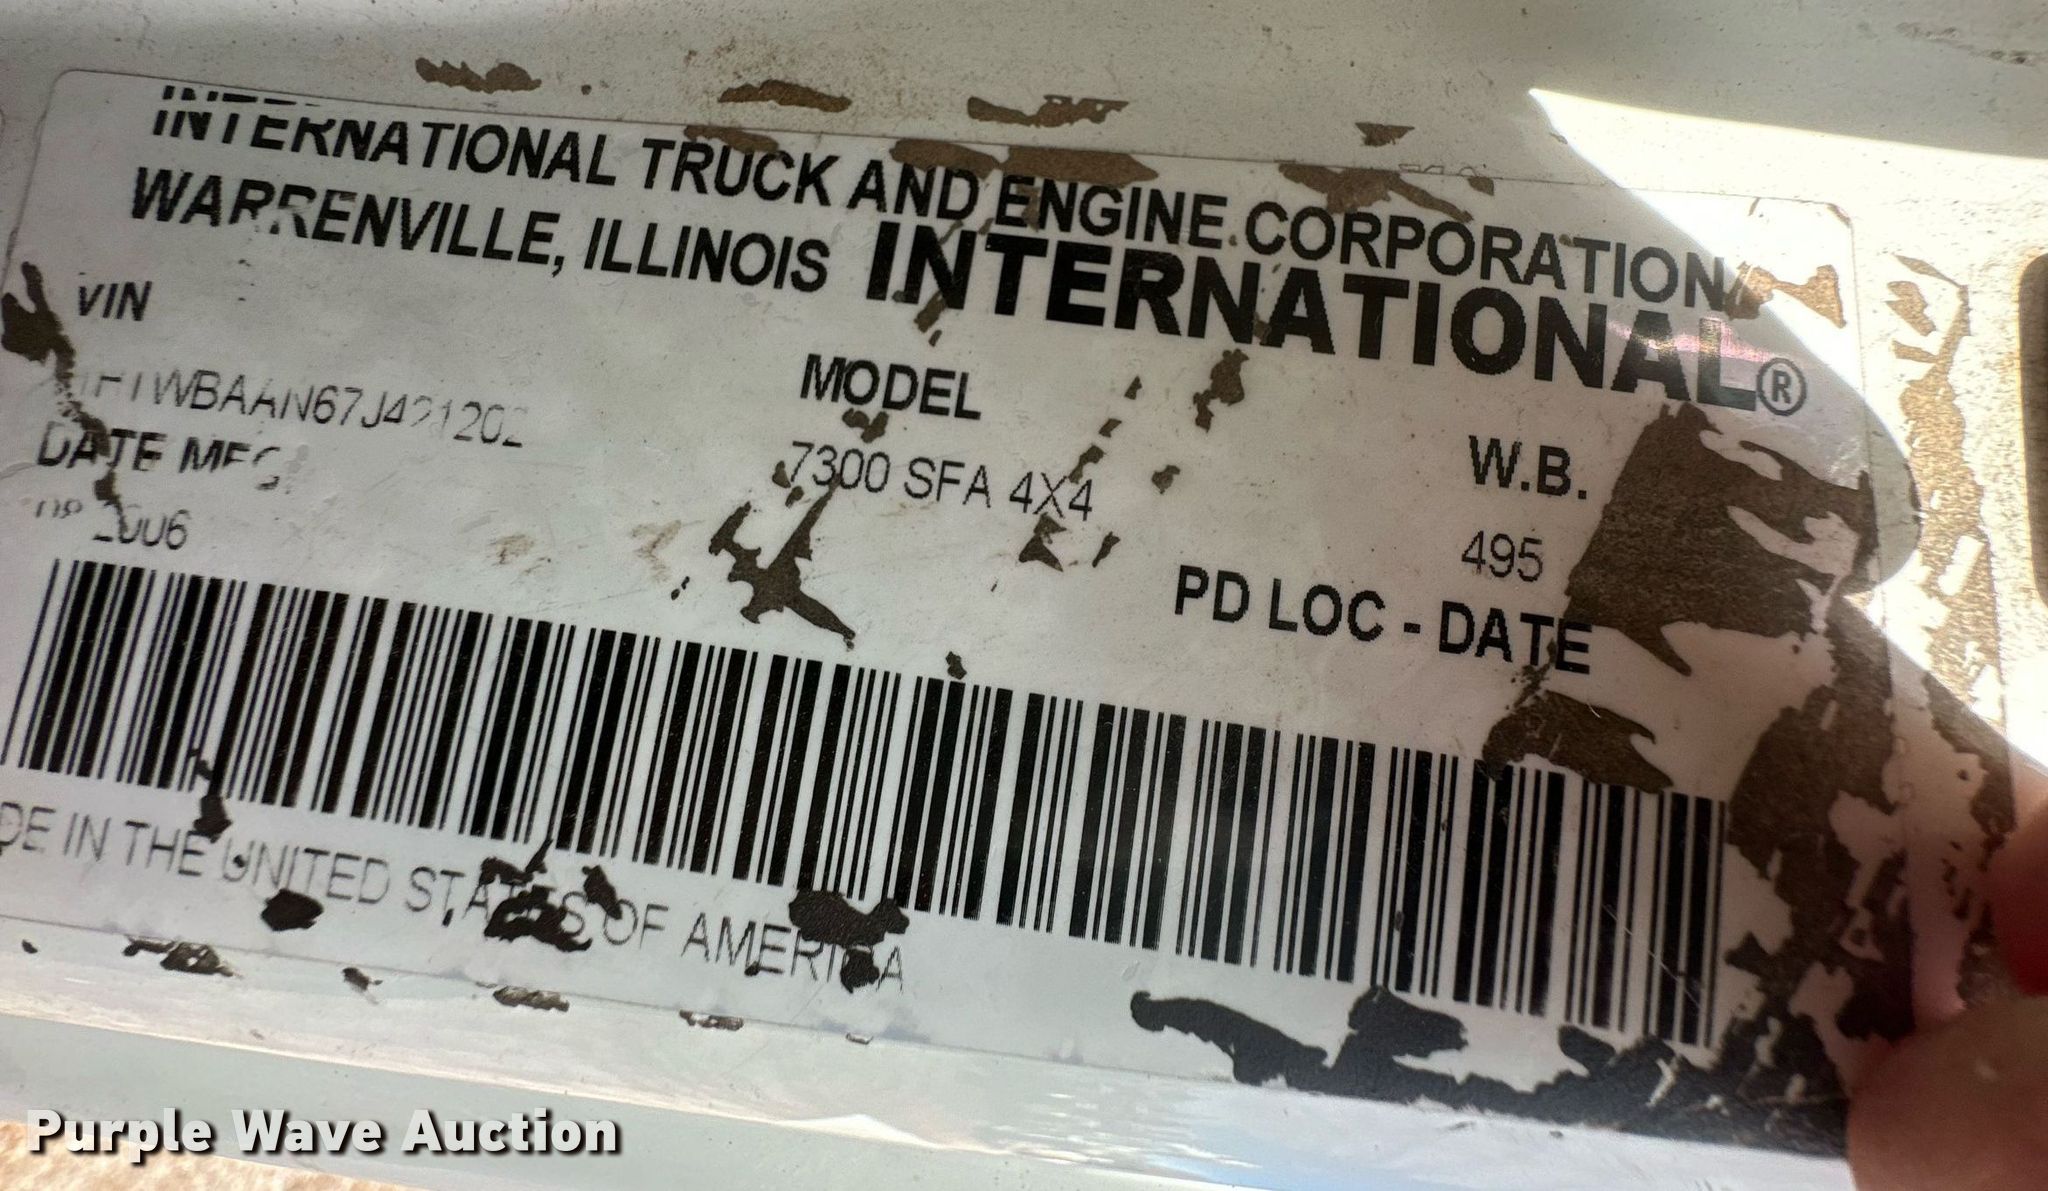 INTERNATIONAL TRUCK AND ENGINE CORPORATION
WARRENVILLE, ILLINOIS INTERNATIONAL®
VIN MODEL W.B.
7300 SFA 4X4 495
DATE MFG. PD LOC - DATE
2006
DE IN THE UNITED STATES OF AMERICA
Purple Wave Auction